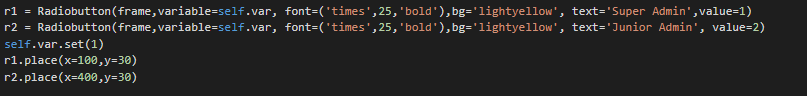 r1 = Radiobutton(frame,variable=self.var, font=('times',25,'bold'),bg='lightyellow', text='Super Admin',value=1)
r2 = Radiobutton(frame,variable=self.var, font=('times',25,'bold'),bg='lightyellow', text='Junior Admin', value=2)
self.var.set(1)
r1.place(x=100,y=30)
r2.place(x=400,y=30)